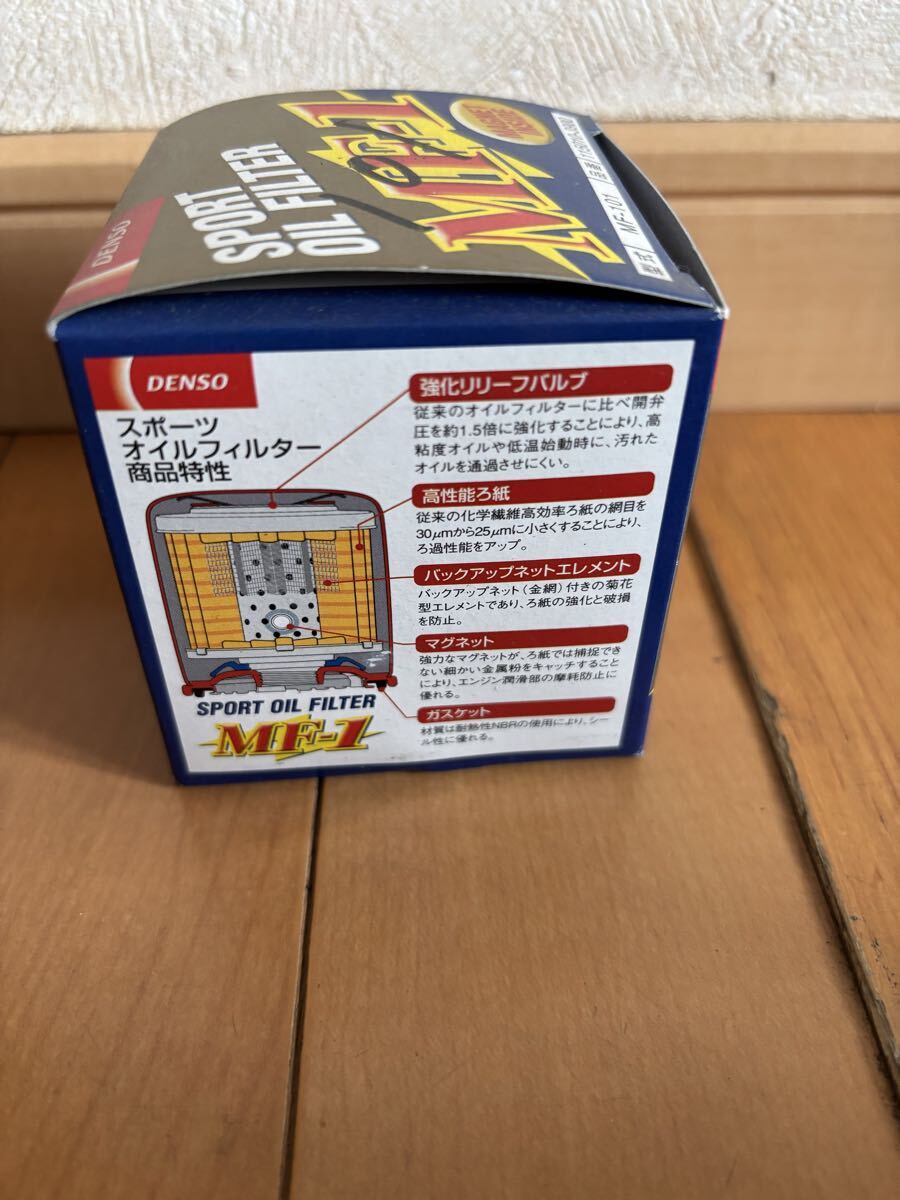 DENSO
SPORT
OIL FILTER
MF-1
型式 MF-101
品番
DENSO
スポーツ
オイルフィルター
商品特性
強化リリーフバルブ
従来のオイルフィルターに比べ開弁
圧を約1.5倍に強化することにより、高
粘度オイルや低温始動時に、汚れた
オイルを通過させにくい。
高性能ろ紙
従来の化学繊維高効率ろ紙の網目を
30μmから25μmに小さくすることにより、
ろ過性能をアップ。
バックアップネットエレメント
バックアップネット(金網)付きの菊花
型エレメントであり、ろ紙の強化と破損
を防止。
マグネット
強力なマグネットが、ろ紙では捕捉でき
ない細かい金属粉をキャッチすること
により、エンジン潤滑部の摩耗防止に
優れる。
ガスケット
材質は耐熱性NBRの使用により、シー
ル性に優れる。
SPORT OIL FILTER
MF-1